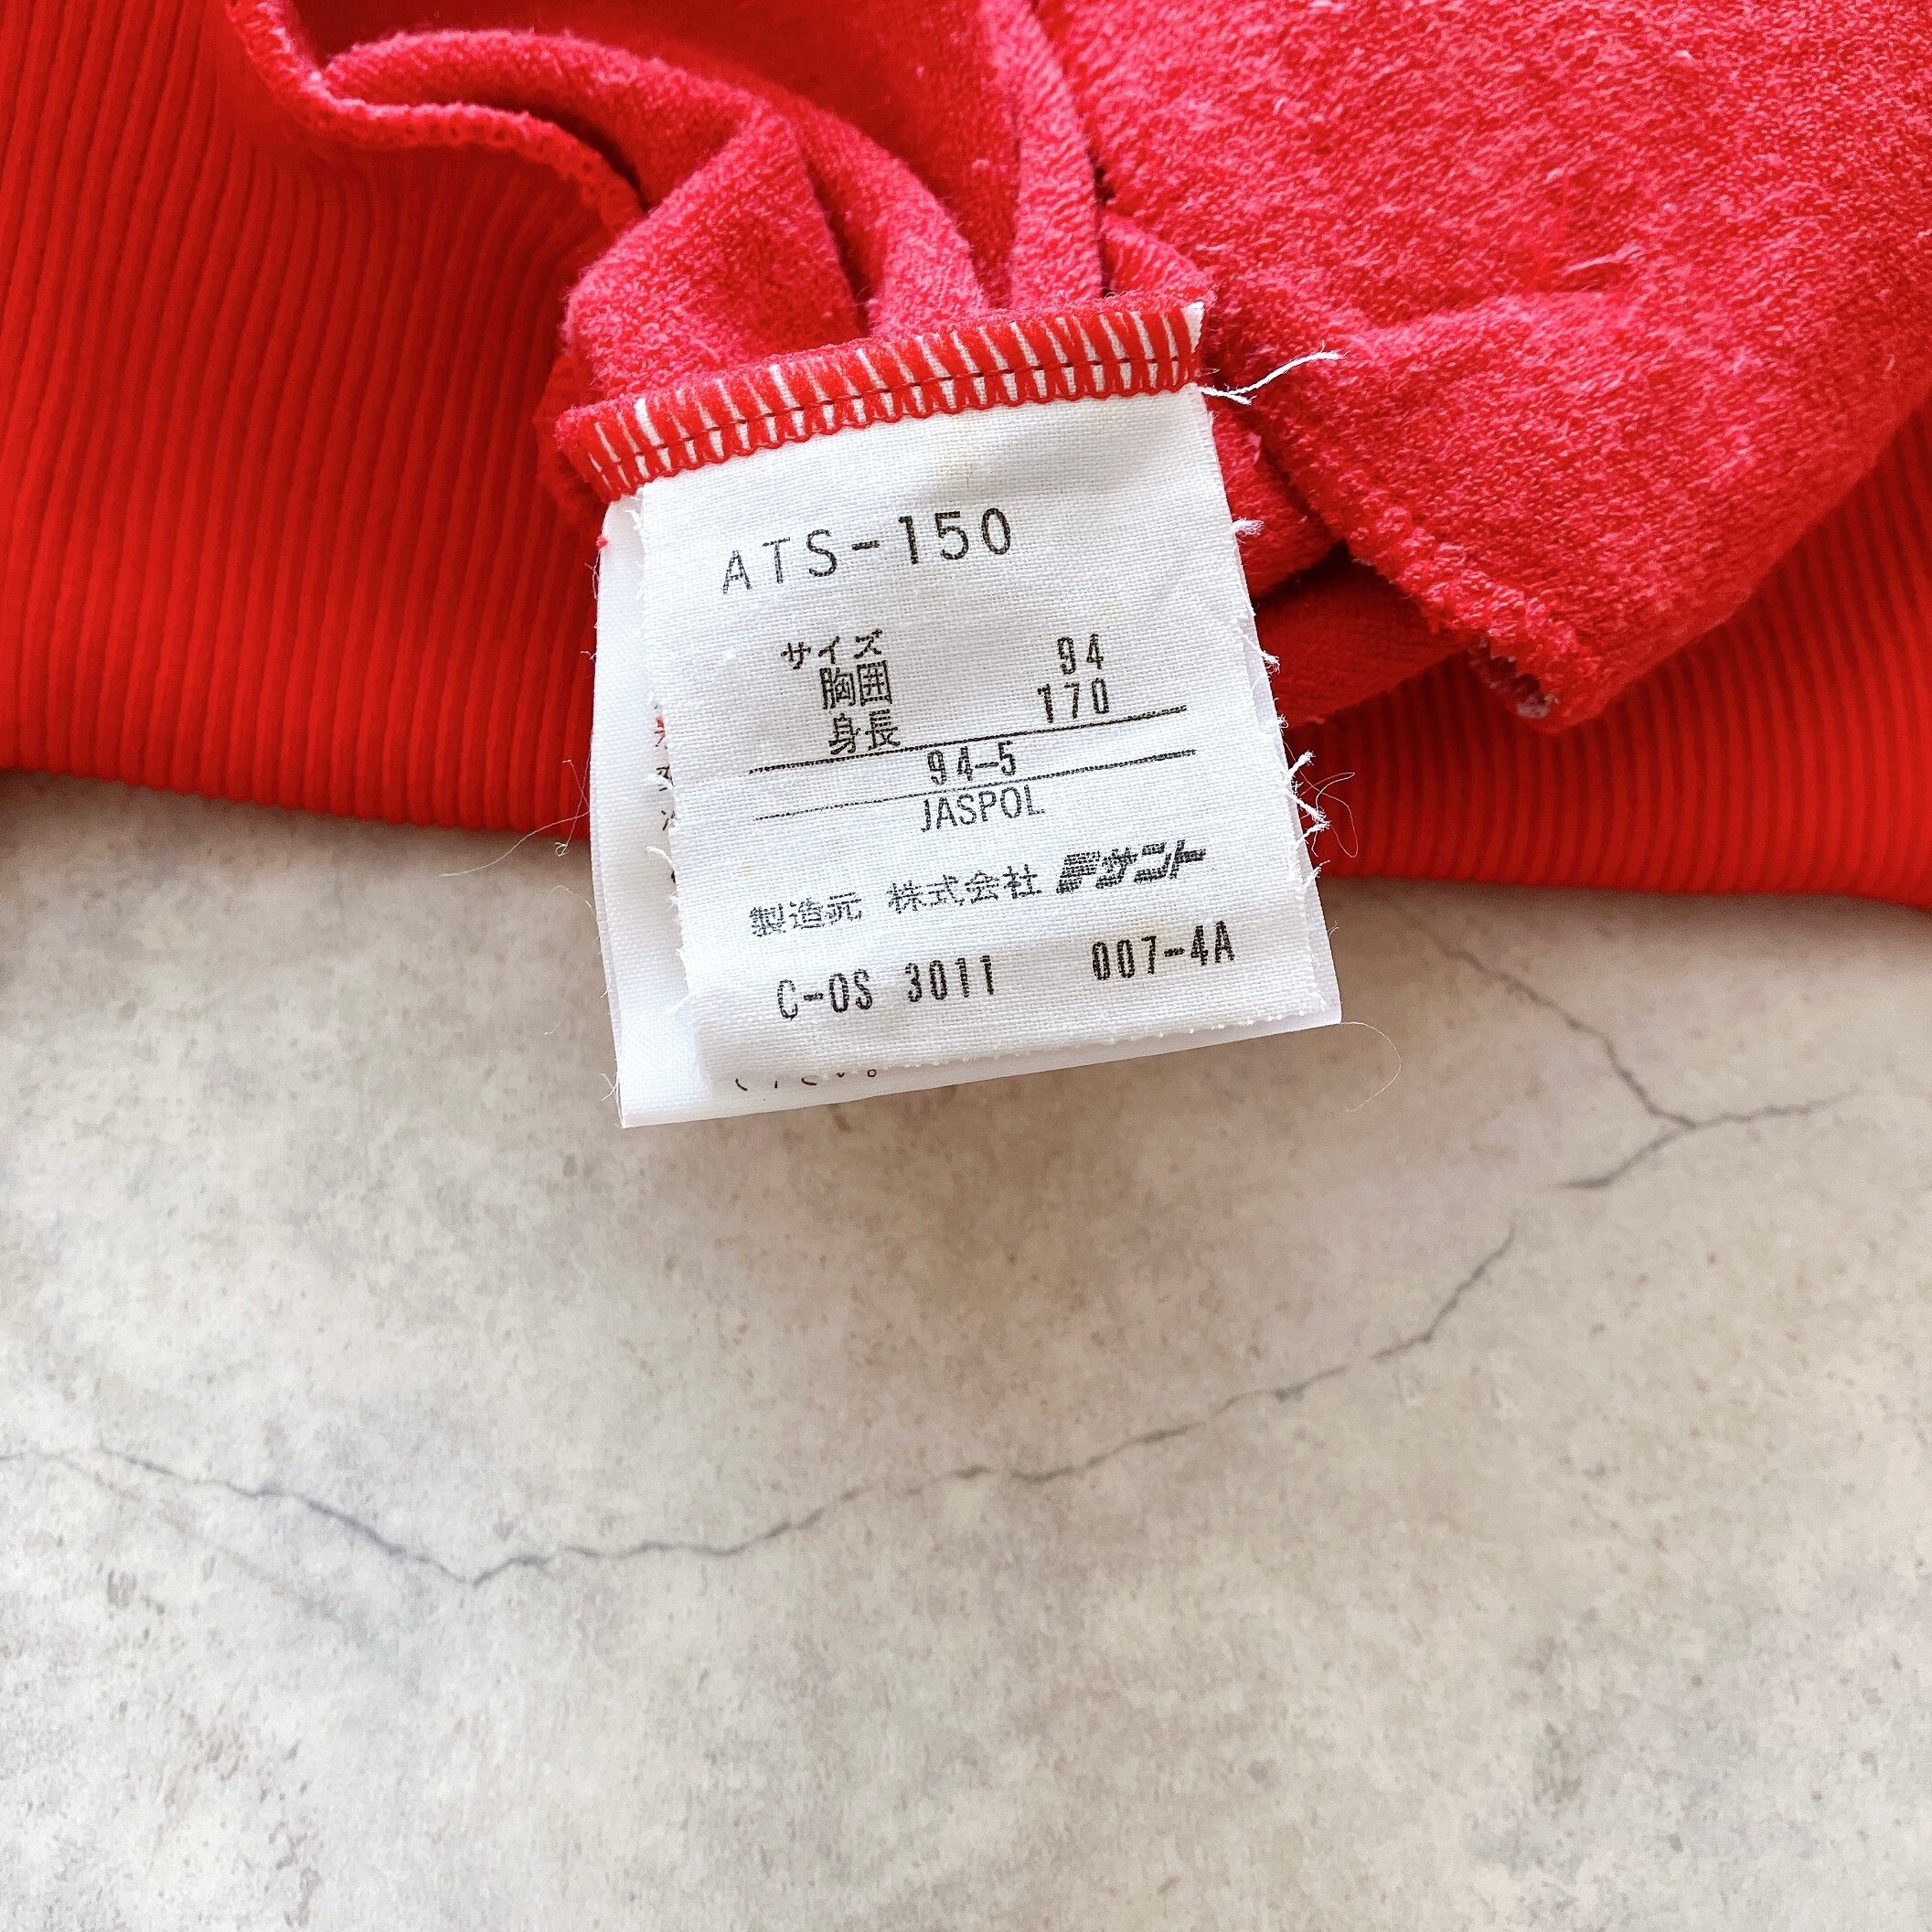 ATS-150
サイズ
胸囲 94
身長 170
94-5
JASPOL
製造元 株式会社 デサント
C-OS 3011 007-4A